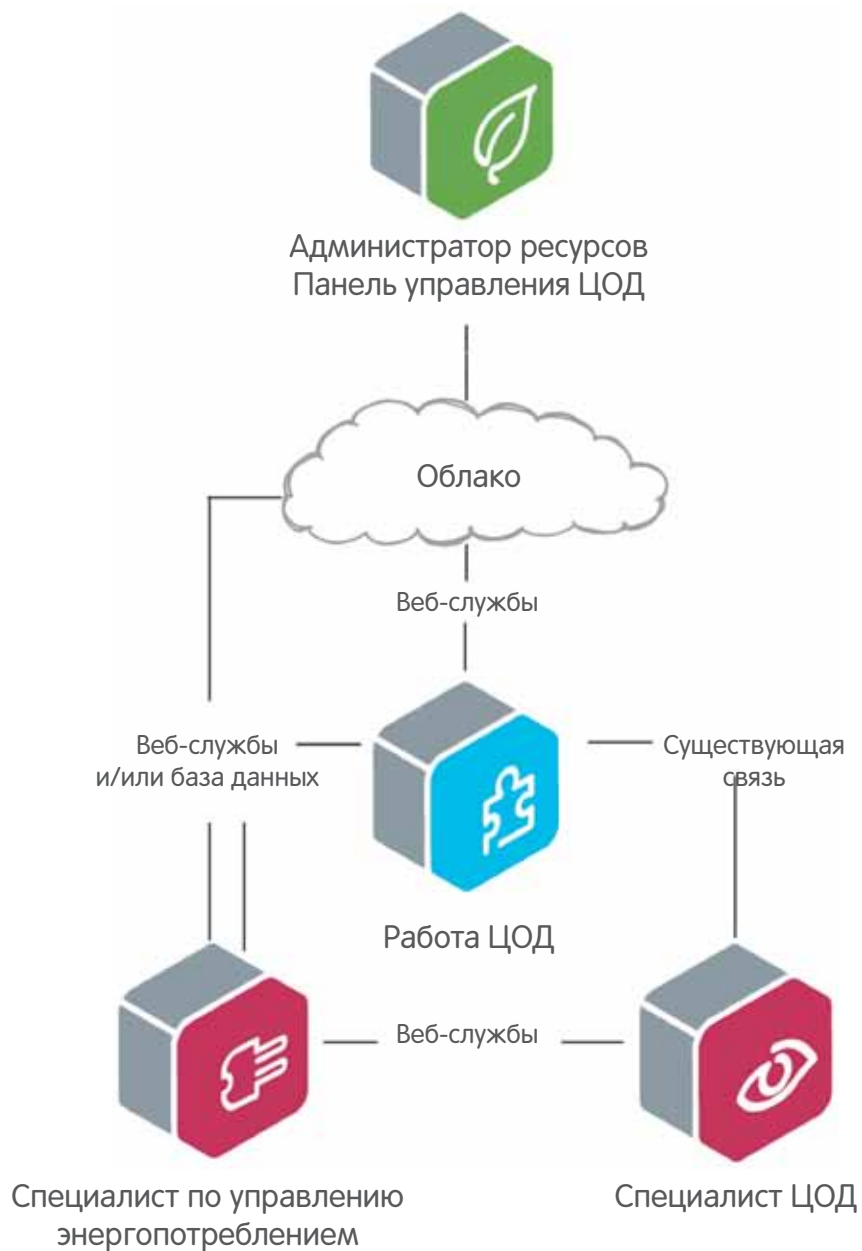 Администратор ресурсов
Панель управления ЦОД
Облако
Веб-службы
Веб-службы
и/или база данных
Существующая
связь
Работа ЦОД
Веб-службы
Специалист по управлению
энергопотреблением
Специалист ЦОД